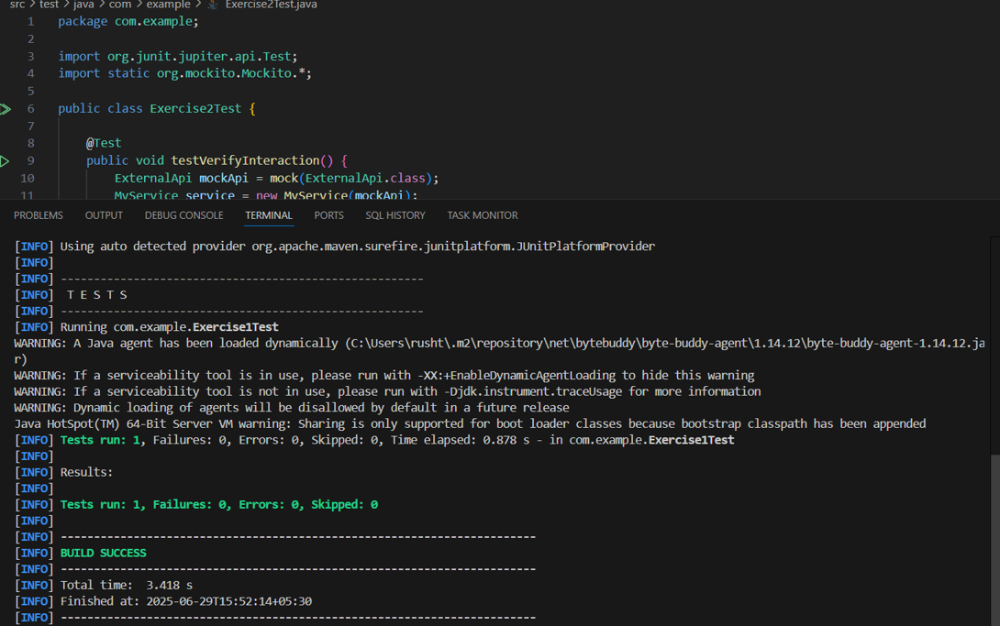 src > test > java > com > example > Exercise2Test.java
1 package com.example;
2
3 import org.junit.jupiter.api.Test;
4 import static org.mockito.Mockito.*;
5
6 public class Exercise2Test {
7
8 @Test
9 public void testVerifyInteraction() {
10 ExternalApi mockApi = mock(ExternalApi.class);
11 MyService service = new MyService(mockApi);
PROBLEMS OUTPUT DEBUG CONSOLE TERMINAL PORTS SQL HISTORY TASK MONITOR
[INFO] Using auto detected provider org.apache.maven.surefire.junitplatform.JUnitPlatformProvider
[INFO]
[INFO] -------------------------------------------------------
[INFO] T E S T S
[INFO] -------------------------------------------------------
[INFO] Running com.example.Exercise1Test
WARNING: A Java agent has been loaded dynamically (C:\Users\rusht\.m2\repository\net\bytebuddy\byte-buddy-agent\1.14.12\byte-buddy-agent-1.14.12.ja
r)
WARNING: If a serviceability tool is in use, please run with -XX:+EnableDynamicAgentLoading to hide this warning
WARNING: If a serviceability tool is not in use, please run with -Djdk.instrument.traceUsage for more information
WARNING: Dynamic loading of agents will be disallowed by default in a future release
Java HotSpot(TM) 64-Bit Server VM warning: Sharing is only supported for boot loader classes because bootstrap classpath has been appended
[INFO] Tests run: 1, Failures: 0, Errors: 0, Skipped: 0, Time elapsed: 0.878 s - in com.example.Exercise1Test
[INFO]
[INFO] Results:
[INFO]
[INFO] Tests run: 1, Failures: 0, Errors: 0, Skipped: 0
[INFO]
[INFO] ------------------------------------------------------------------------
[INFO] BUILD SUCCESS
[INFO] ------------------------------------------------------------------------
[INFO] Total time:  3.418 s
[INFO] Finished at: 2025-06-29T15:52:14+05:30
[INFO] ------------------------------------------------------------------------